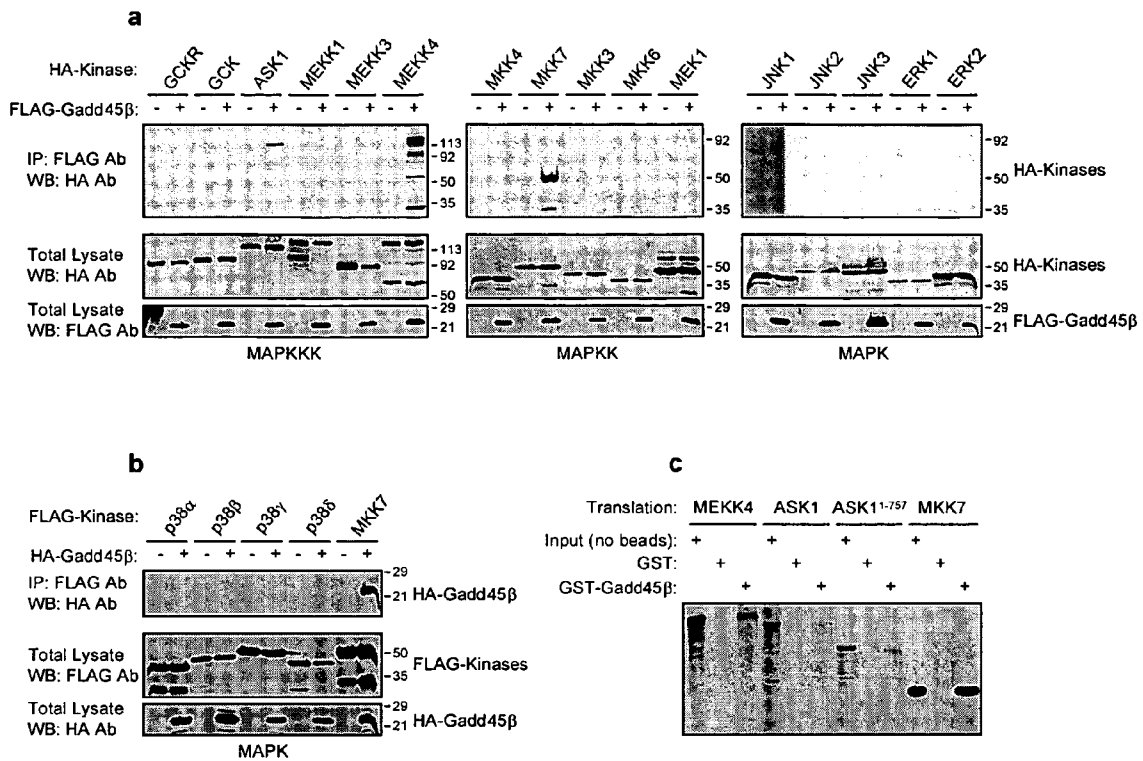 a
HA-Kinase: GCKR GCK ASK1 MEKK1 MEKK3 MEKK4 MKK4 MKK7 MKK3 MKK6 MEK1 JNK1 JNK2 JNK3 ERK1 ERK2
FLAG-Gadd45β: - + - + - + - + - + - + - + - + - + - + - + - + - + - + - + - +
IP: FLAG Ab
WB: HA Ab
-113
-92
-50
-35
-92
-50
-35
HA-Kinases
-92
-50
-35
Total Lysate
WB: HA Ab
-113
-92
-50
HA-Kinases
-50
-35
Total Lysate
WB: FLAG Ab
-29
-21
-29
-21
FLAG-Gadd45β
MAPKKK MAPKK MAPK
b
FLAG-Kinase: p38α p38β p38γ p38δ MKK7
HA-Gadd45β: - + - + - + - + - +
IP: FLAG Ab
WB: HA Ab
-29
-21
HA-Gadd45β
Total Lysate
WB: FLAG Ab
-50
-35
FLAG-Kinases
Total Lysate
WB: HA Ab
-29
-21
HA-Gadd45β
MAPK
c
Translation: MEKK4 ASK1 ASK1¹⁻⁷⁵⁷ MKK7
Input (no beads): + + + +
GST: + + + +
GST-Gadd45β: + + + +